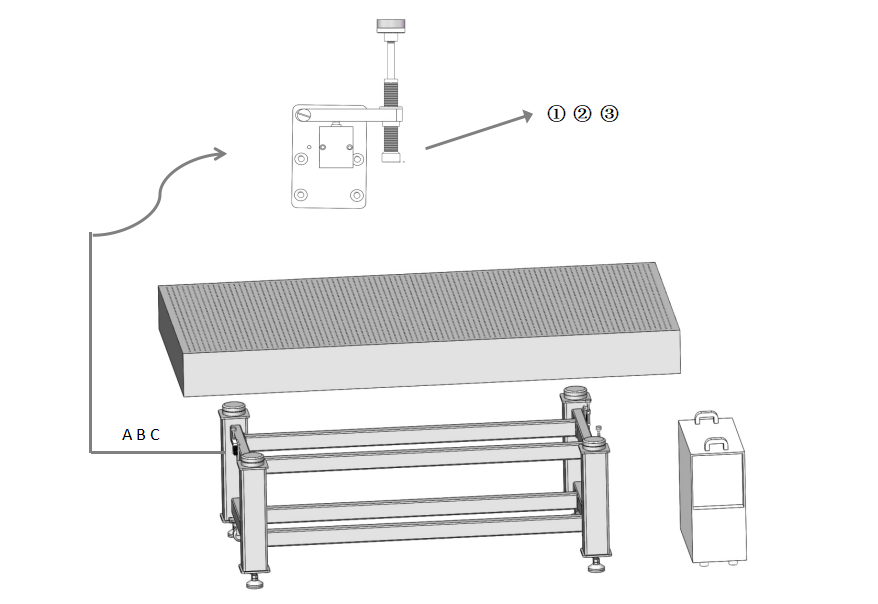 ① ② ③
A B C